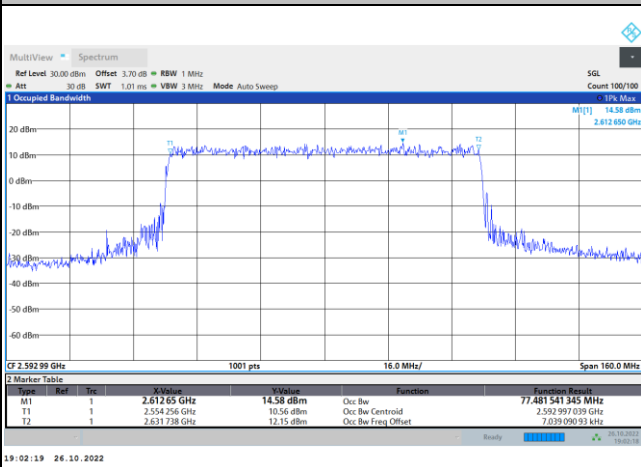 MultiView Spectrum
Ref Level 30.00 dBm Offset 3.70 dB RBW 1 MHz SGL
Att 30 dB SWT 1.01 ms VBW 3 MHz Mode Auto Sweep Count 100/100
1 Occupied Bandwidth 1Pk Max
M1[1] 14.58 dBm
2.612 650 GHz
20 dBm
M1
T1
T2
10 dBm
0 dBm
-10 dBm
-20 dBm
-30 dBm
-40 dBm
-50 dBm
-60 dBm
CF 2.592 99 GHz 1001 pts 16.0 MHz/ Span 160.0 MHz
2 Marker Table
Type Ref Trc X-Value Y-Value Function Function Result
M1 1 2.612 65 GHz 14.58 dBm Occ Bw 77.481 541 345 MHz
T1 1 2.554 256 GHz 10.56 dBm Occ Bw Centroid 2.592 997 039 GHz
T2 1 2.631 738 GHz 12.15 dBm Occ Bw Freq Offset 7.039 090 93 kHz
Ready 26.10.2022
19:02:18
19:02:19 26.10.2022